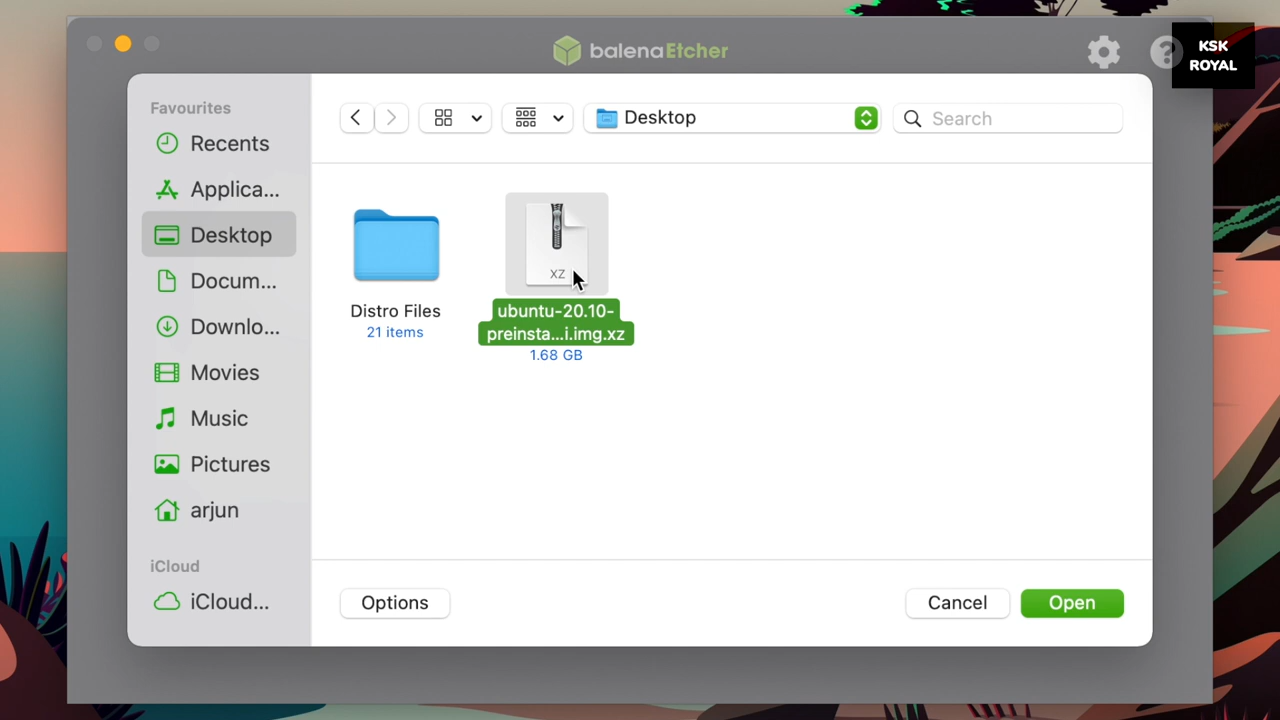 balenaEtcher
?
KSK
ROYAL
Favourites
Recents
Applica...
Desktop
Docum...
Downlo...
Movies
Music
Pictures
arjun
iCloud
iCloud...
Desktop
Search
Distro Files
21 items
XZ
ubuntu-20.10-
preinsta...i.img.xz
1.68 GB
Options
Cancel
Open